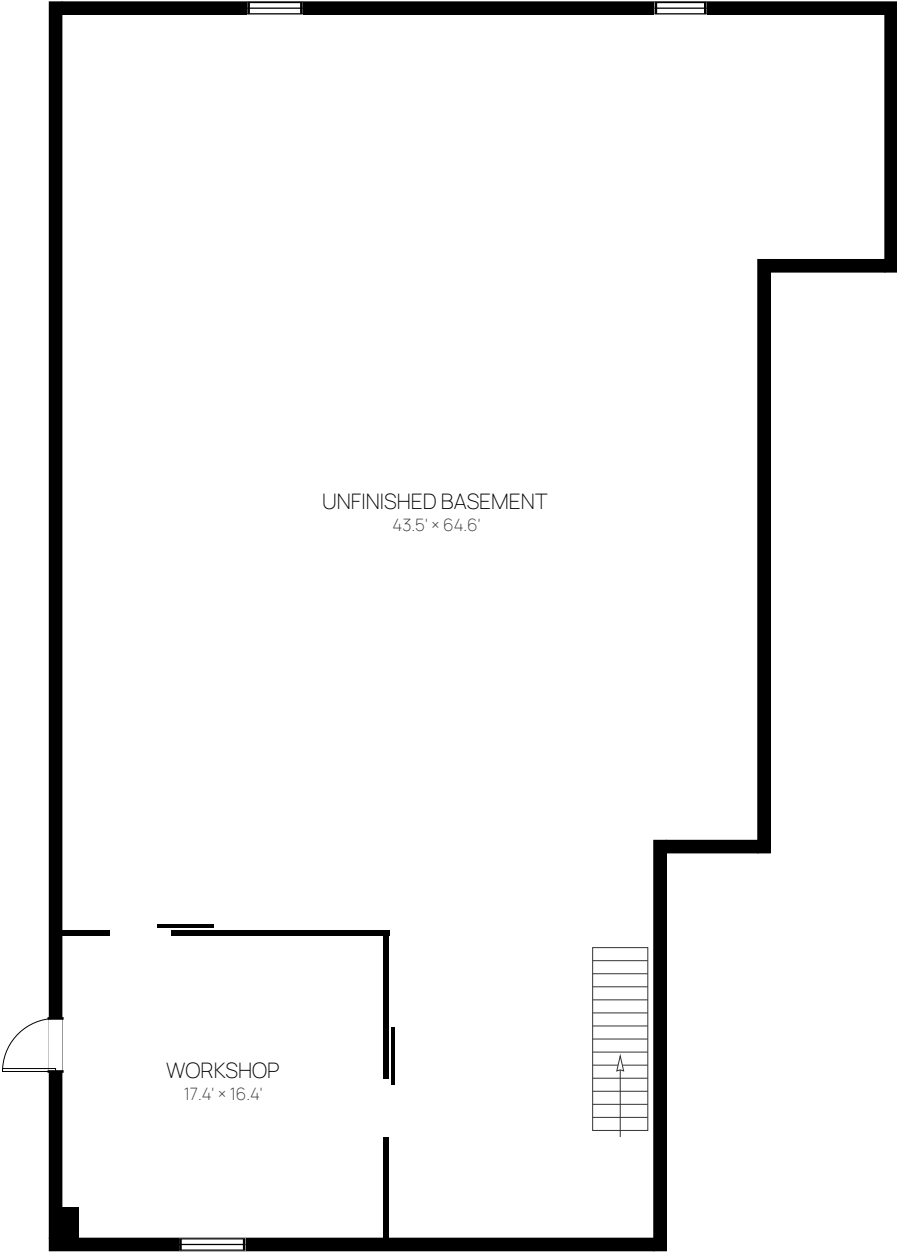 UNFINISHED BASEMENT
43.5' × 64.6'
WORKSHOP
17.4' × 16.4'